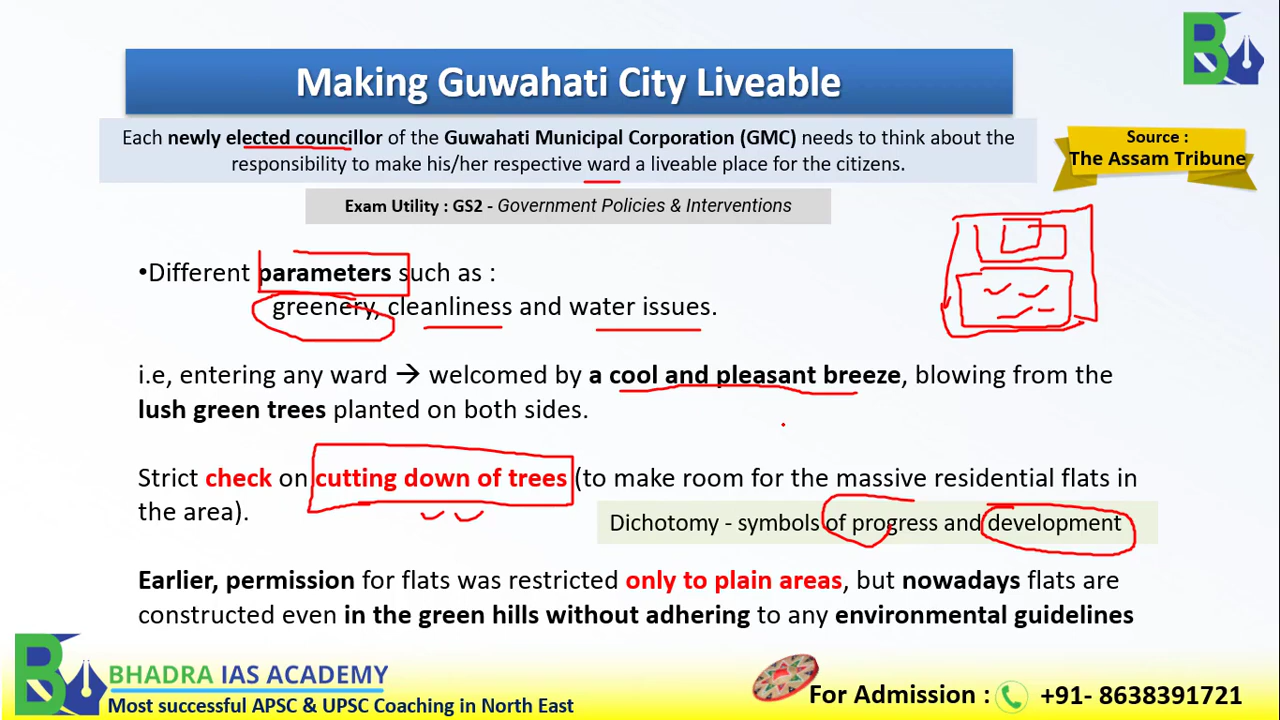 Making Guwahati City Liveable
Each newly elected councillor of the Guwahati Municipal Corporation (GMC) needs to think about the
responsibility to make his/her respective ward a liveable place for the citizens.
Source :
The Assam Tribune
Exam Utility : GS2 - Government Policies & Interventions
•Different parameters such as :
greenery, cleanliness and water issues.
i.e, entering any ward → welcomed by a cool and pleasant breeze, blowing from the
lush green trees planted on both sides.
Strict check on cutting down of trees (to make room for the massive residential flats in
the area).
Dichotomy - symbols of progress and development
Earlier, permission for flats was restricted only to plain areas, but nowadays flats are
constructed even in the green hills without adhering to any environmental guidelines
BHADRA IAS ACADEMY
Most successful APSC & UPSC Coaching in North East
For Admission : +91- 8638391721